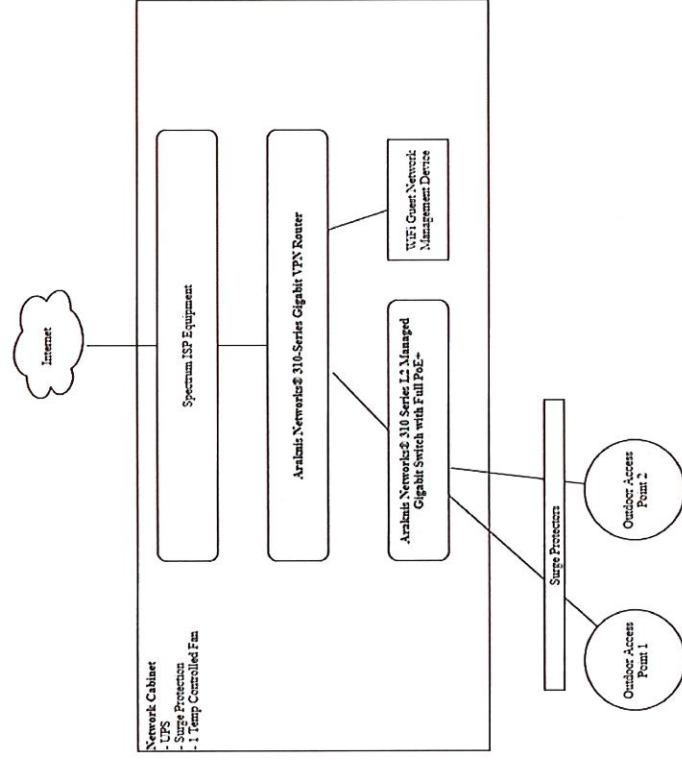 Internet
Network Cabinet
- UPS
- Surge Protection
- 1 Temp Controlled Fan
Spectrum ISP Equipment
Araknis Networks® 310-Series Gigabit VPN Router
Araknis Networks® 310 Series L2 Managed
Gigabit Switch with Full PoE+
WiFi Guest Network
Management Device
Surge Protectors
Outdoor Access
Point 1
Outdoor Access
Point 2